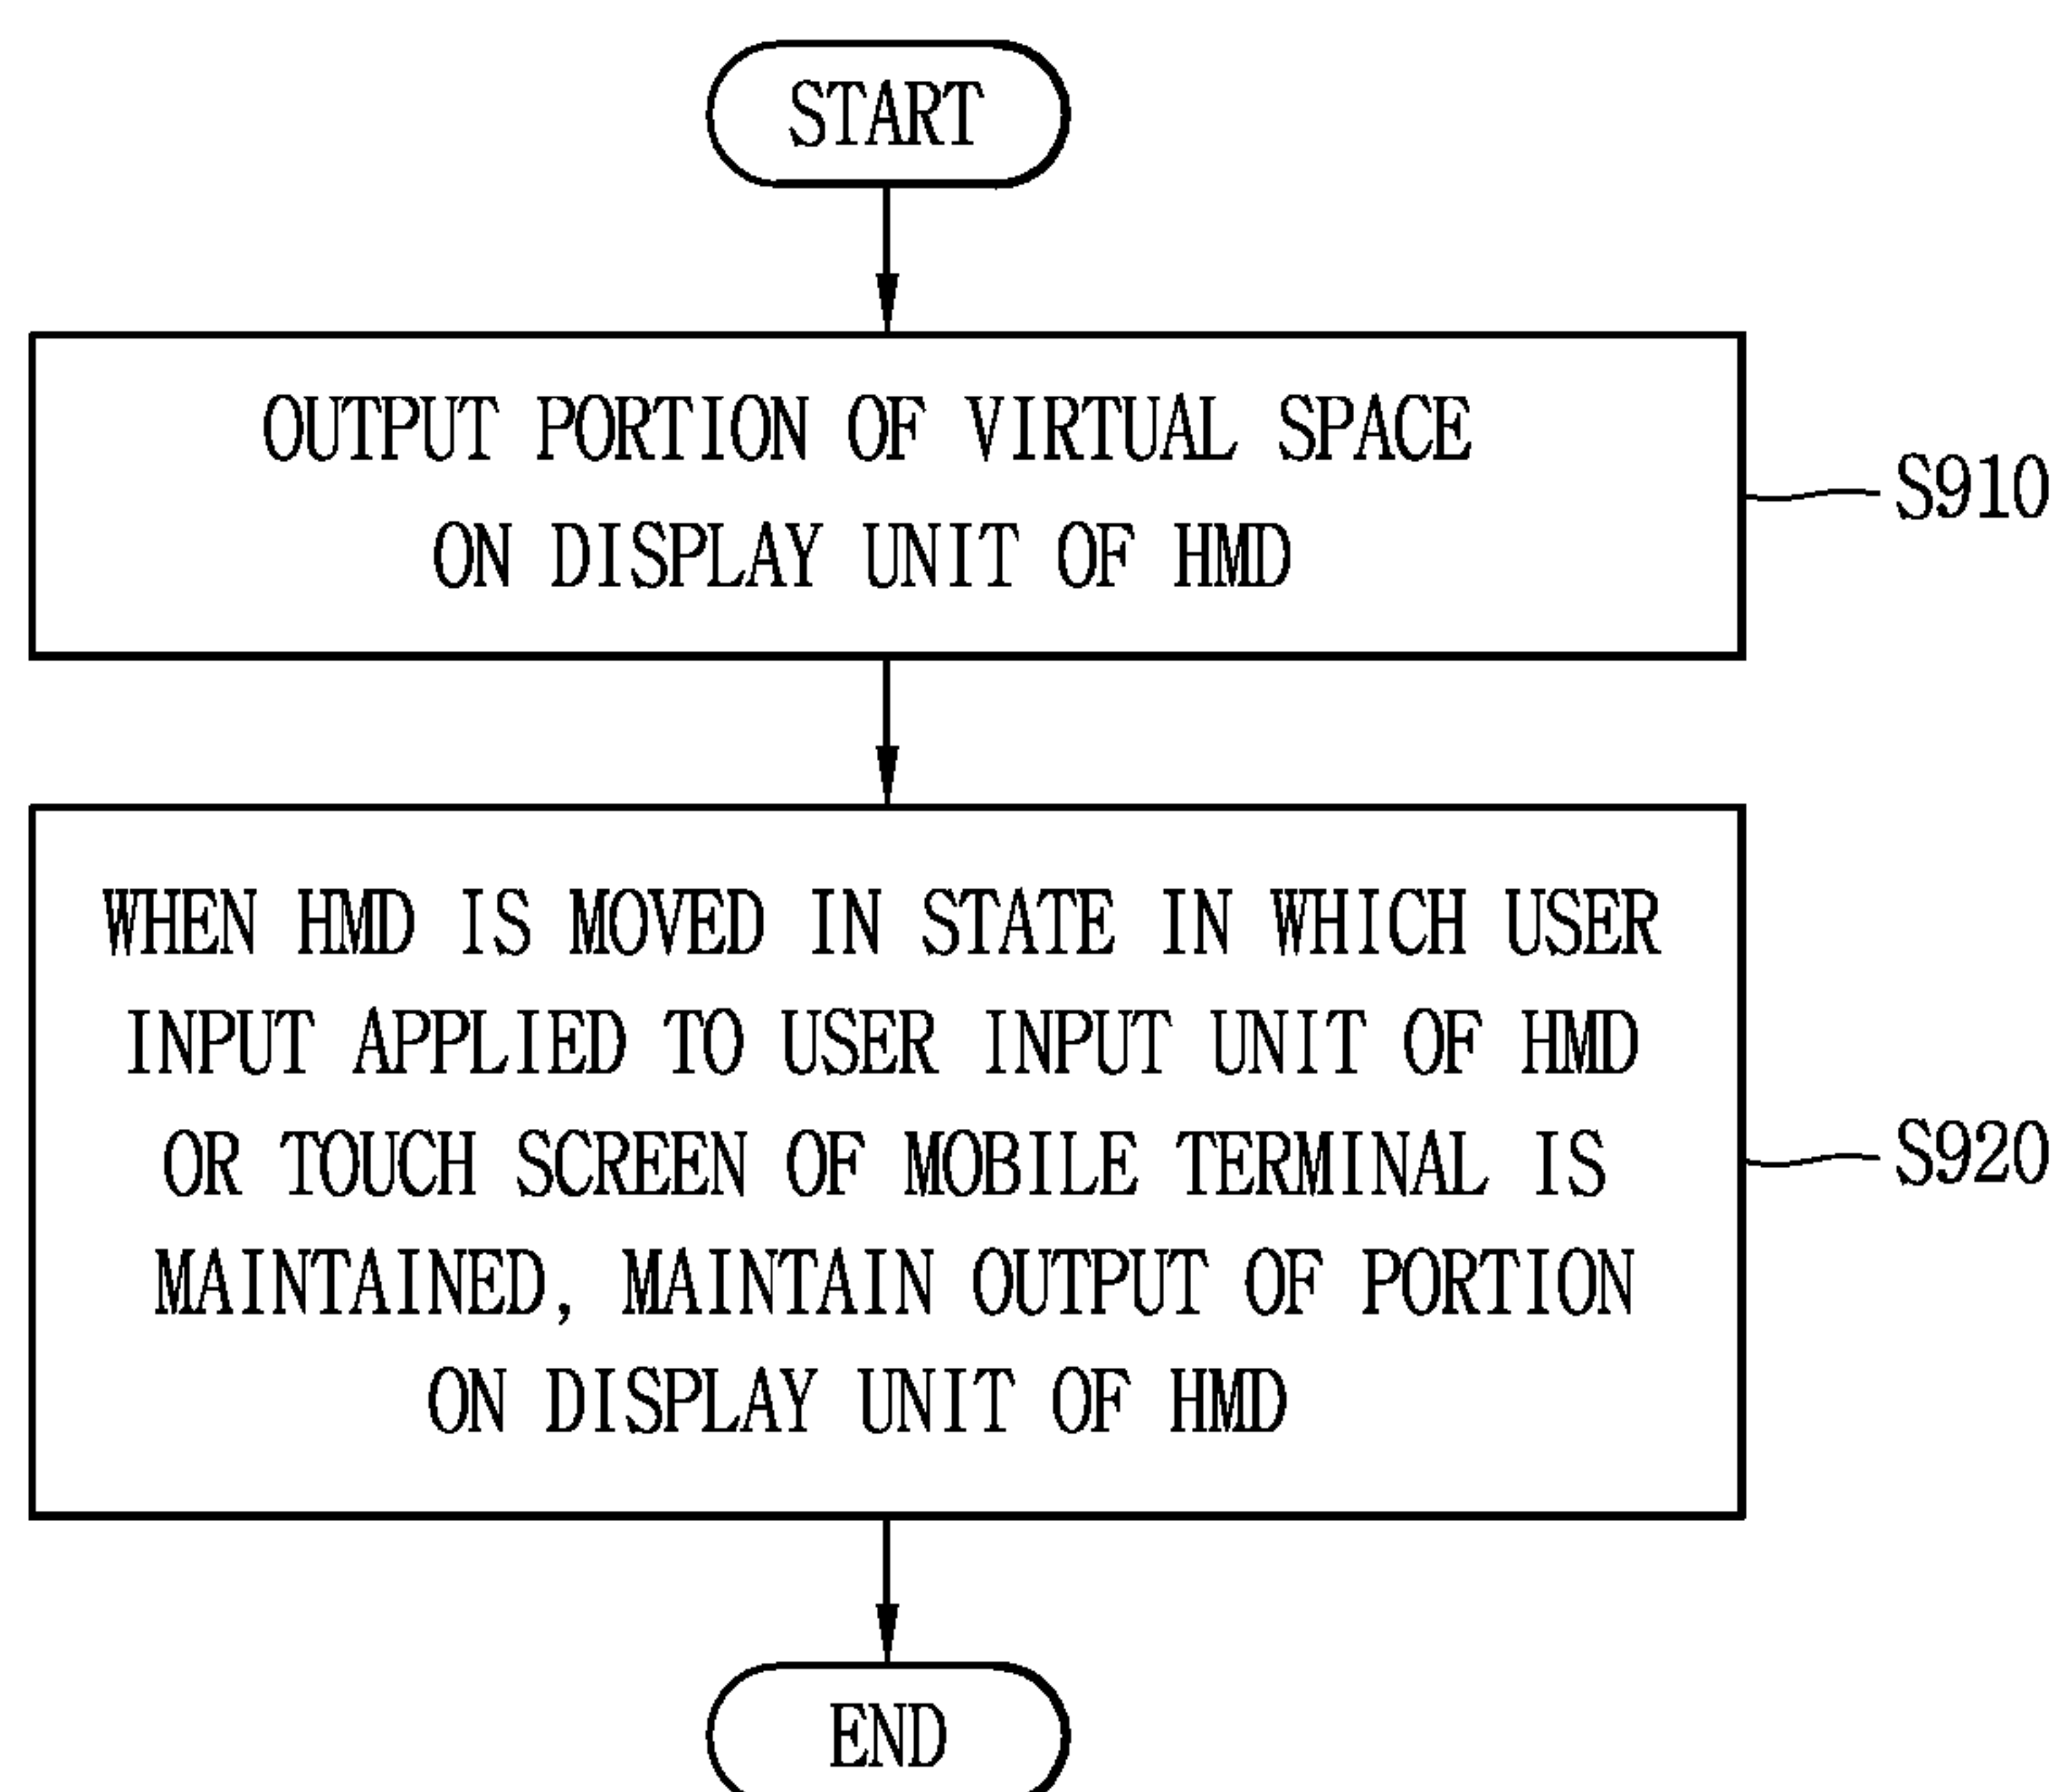 START
OUTPUT PORTION OF VIRTUAL SPACE
ON DISPLAY UNIT OF HMD
S910
WHEN HMD IS MOVED IN STATE IN WHICH USER
INPUT APPLIED TO USER INPUT UNIT OF HMD
OR TOUCH SCREEN OF MOBILE TERMINAL IS
MAINTAINED, MAINTAIN OUTPUT OF PORTION
ON DISPLAY UNIT OF HMD
S920
END